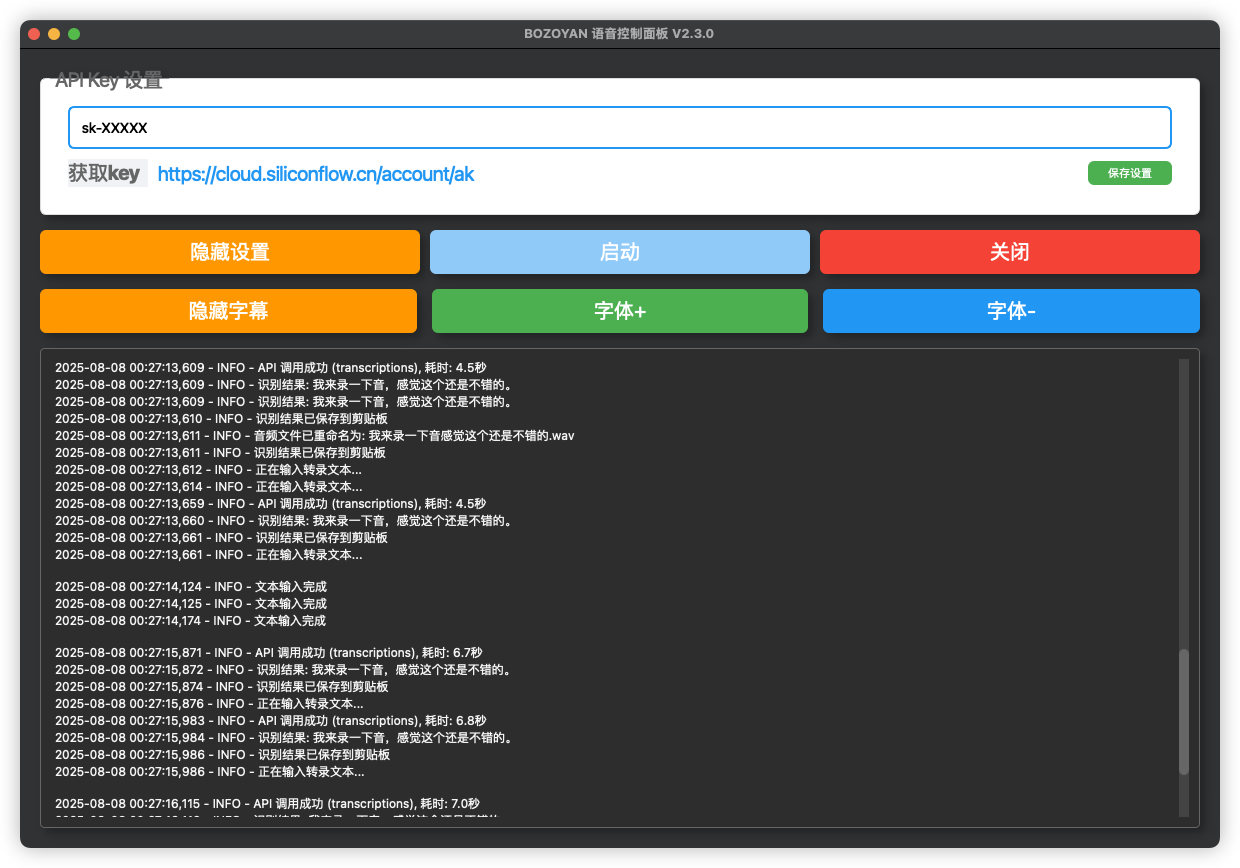 BOZOYAN 语音控制面板 V2.3.0
API Key 设置
sk-XXXXX
获取key https://cloud.siliconflow.cn/account/ak 保存设置
隐藏设置 启动 关闭
隐藏字幕 字体+ 字体-
2025-08-08 00:27:13,609 - INFO - API 调用成功 (transcriptions), 耗时: 4.5秒
2025-08-08 00:27:13,609 - INFO - 识别结果: 我来录一下音，感觉这个还是不错的。
2025-08-08 00:27:13,609 - INFO - 识别结果: 我来录一下音，感觉这个还是不错的。
2025-08-08 00:27:13,610 - INFO - 识别结果已保存到剪贴板
2025-08-08 00:27:13,611 - INFO - 音频文件已重命名为: 我来录一下音感觉这个还是不错的.wav
2025-08-08 00:27:13,611 - INFO - 识别结果已保存到剪贴板
2025-08-08 00:27:13,612 - INFO - 正在输入转录文本...
2025-08-08 00:27:13,614 - INFO - 正在输入转录文本...
2025-08-08 00:27:13,659 - INFO - API 调用成功 (transcriptions), 耗时: 4.5秒
2025-08-08 00:27:13,660 - INFO - 识别结果: 我来录一下音，感觉这个还是不错的。
2025-08-08 00:27:13,661 - INFO - 识别结果已保存到剪贴板
2025-08-08 00:27:13,661 - INFO - 正在输入转录文本...
2025-08-08 00:27:14,124 - INFO - 文本输入完成
2025-08-08 00:27:14,125 - INFO - 文本输入完成
2025-08-08 00:27:14,174 - INFO - 文本输入完成
2025-08-08 00:27:15,871 - INFO - API 调用成功 (transcriptions), 耗时: 6.7秒
2025-08-08 00:27:15,872 - INFO - 识别结果: 我来录一下音，感觉这个还是不错的。
2025-08-08 00:27:15,874 - INFO - 识别结果已保存到剪贴板
2025-08-08 00:27:15,876 - INFO - 正在输入转录文本...
2025-08-08 00:27:15,983 - INFO - API 调用成功 (transcriptions), 耗时: 6.8秒
2025-08-08 00:27:15,984 - INFO - 识别结果: 我来录一下音，感觉这个还是不错的。
2025-08-08 00:27:15,986 - INFO - 识别结果已保存到剪贴板
2025-08-08 00:27:15,986 - INFO - 正在输入转录文本...
2025-08-08 00:27:16,115 - INFO - API 调用成功 (transcriptions), 耗时: 7.0秒